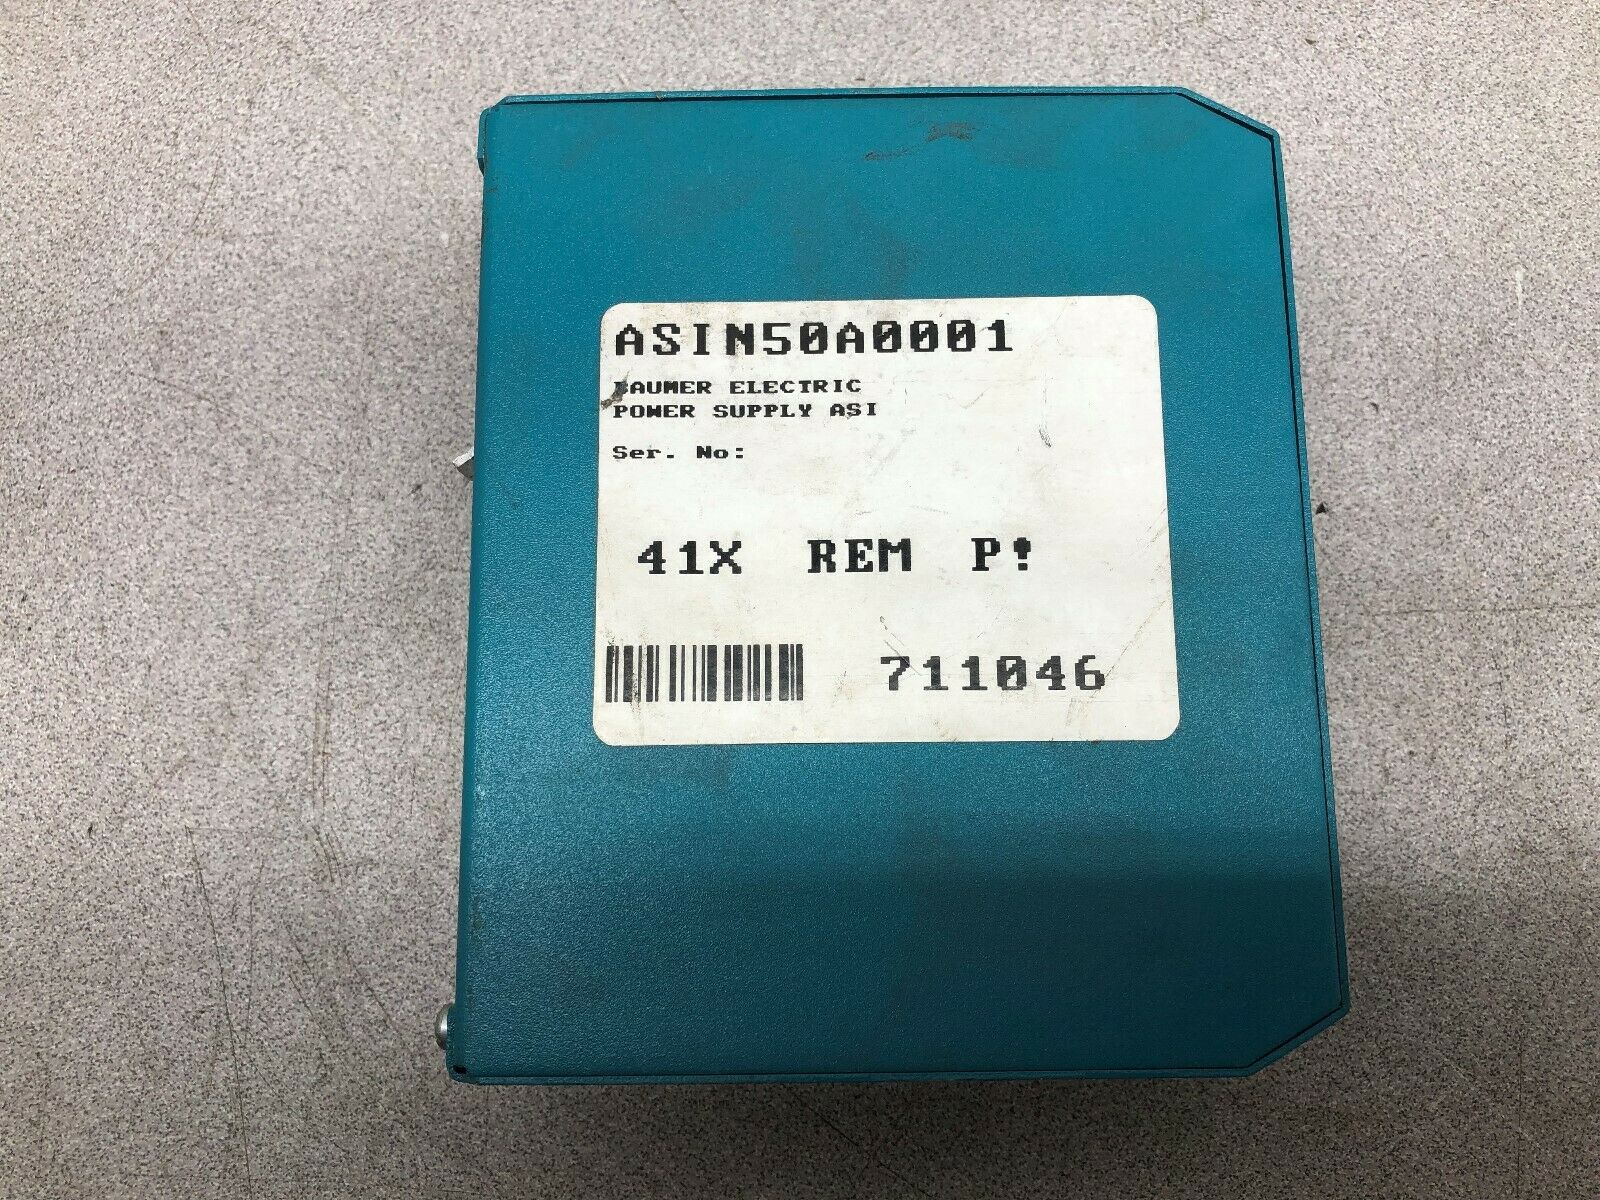 ASIN50A0001
BAUMER ELECTRIC
POWER SUPPLY ASI
Ser. No:
41X REM P!
711046